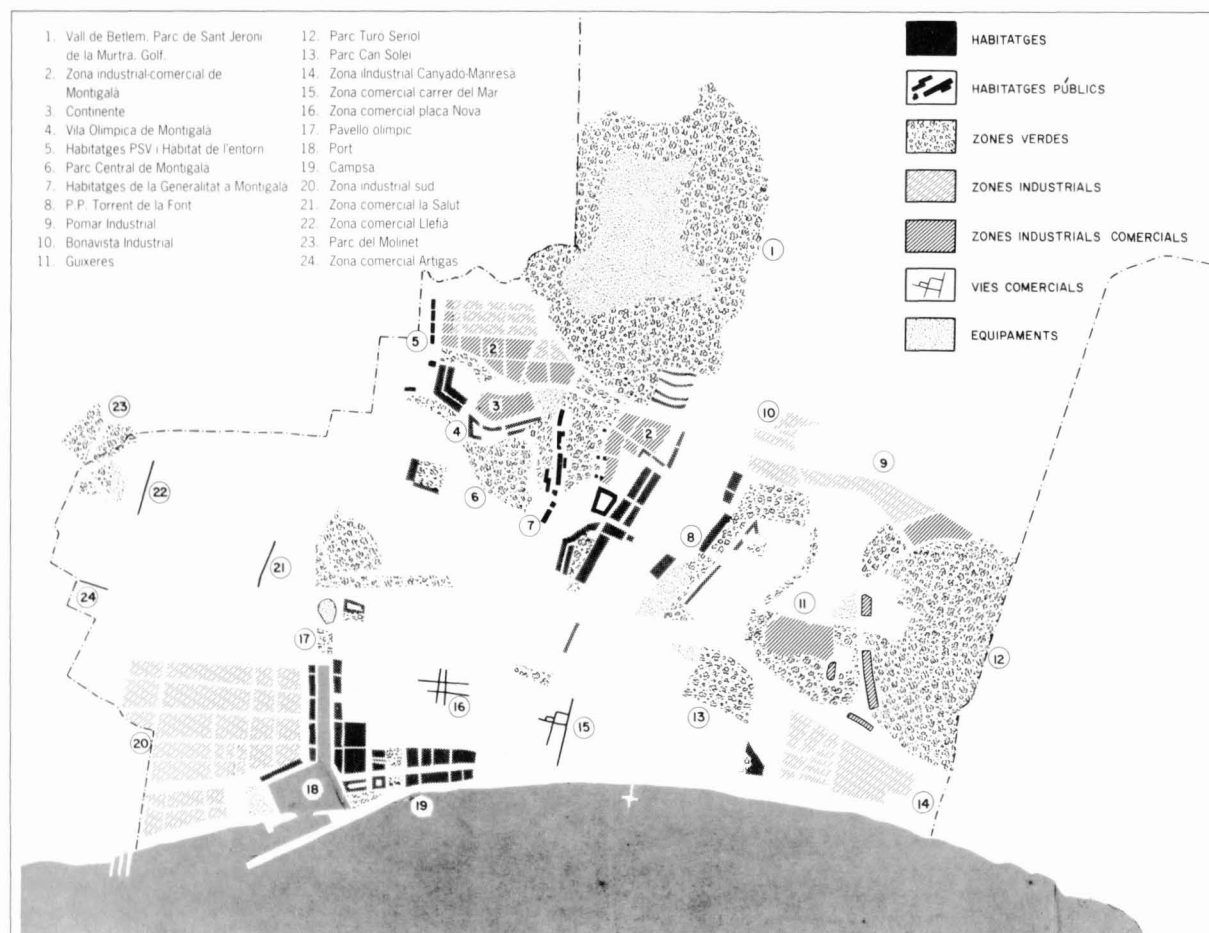 1. Vall de Betlem. Parc de Sant Jeroni
de la Murtra. Golf.
2. Zona industrial-comercial de
Montigalà
3. Continente
4. Vila Olímpica de Montigalà
5. Habitatges PSV i Habitat de l'entorn
6. Parc Central de Montigalà
7. Habitatges de la Generalitat a Montigalà
8. P.P. Torrent de la Font
9. Pomar Industrial
10. Bonavista Industrial
11. Guixeres
12. Parc Turó Seriol
13. Parc Can Solei
14. Zona iIndustrial Canyadó-Manresà
15. Zona comercial carrer del Mar
16. Zona comercial plaça Nova
17. Pavelló olímpic
18. Port
19. Campsa
20. Zona industrial sud
21. Zona comercial la Salut
22. Zona comercial Llefià
23. Parc del Molinet
24. Zona comercial Artigas
HABITATGES
HABITATGES PÚBLICS
ZONES VERDES
ZONES INDUSTRIALS
ZONES INDUSTRIALS COMERCIALS
VIES COMERCIALS
EQUIPAMENTS
1
2
5
3
4
2
10
9
23
22
6
7
8
21
24
11
17
12
16
15
13
20
18
19
14